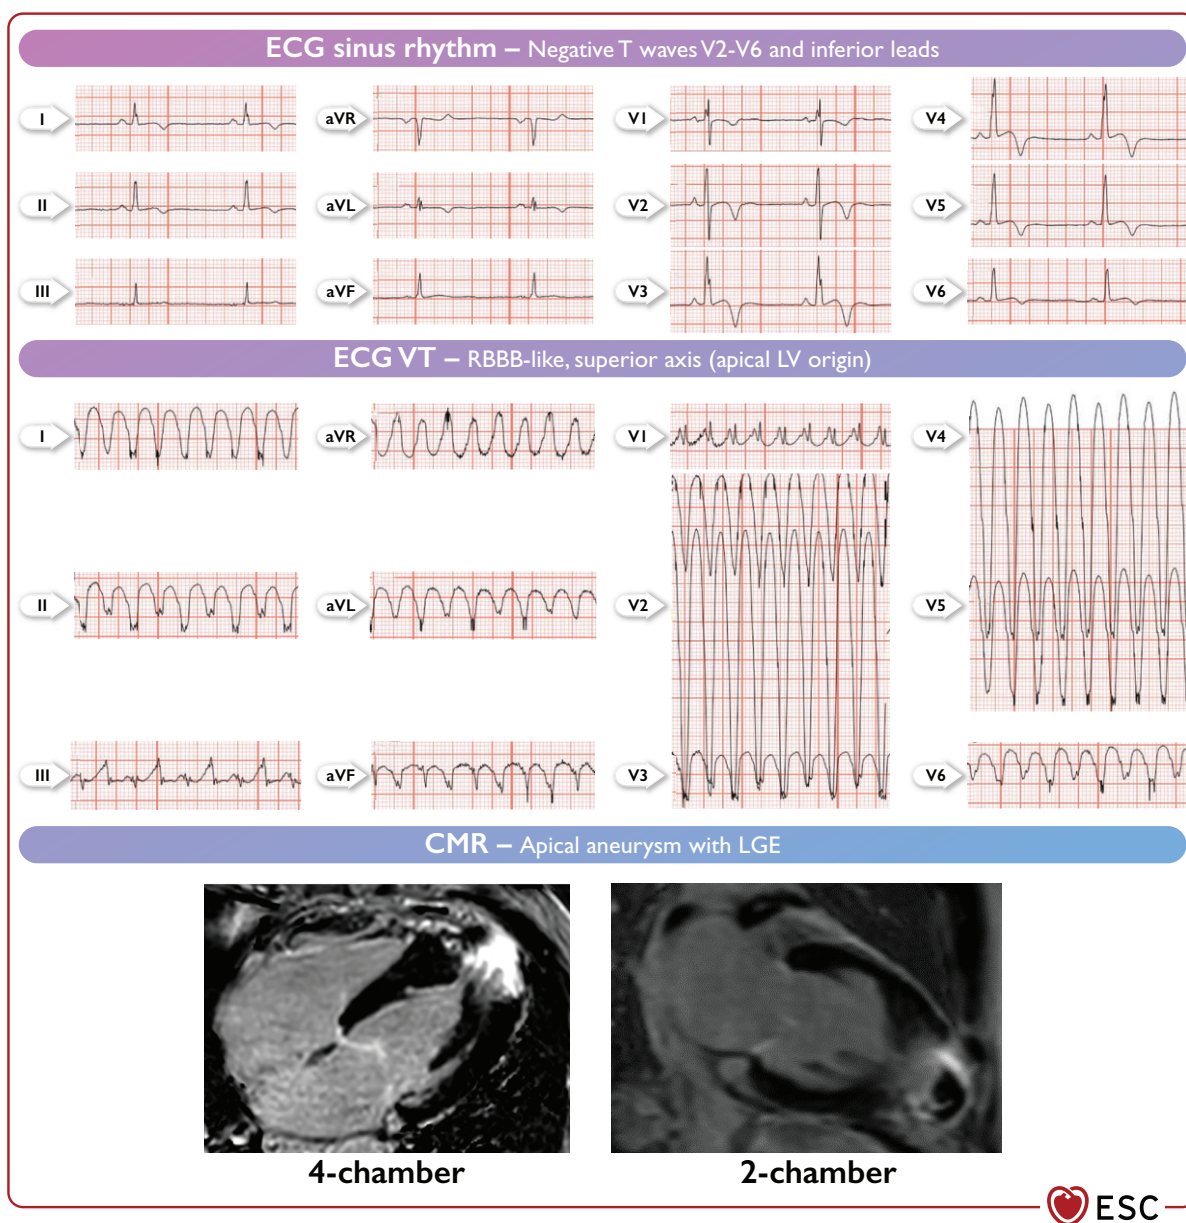 ECG sinus rhythm – Negative T waves V2-V6 and inferior leads
I
aVR
V1
V4
II
aVL
V2
V5
III
aVF
V3
V6
ECG VT – RBBB-like, superior axis (apical LV origin)
I
aVR
V1
V4
II
aVL
V2
V5
III
aVF
V3
V6
CMR – Apical aneurysm with LGE
4-chamber
2-chamber
ESC